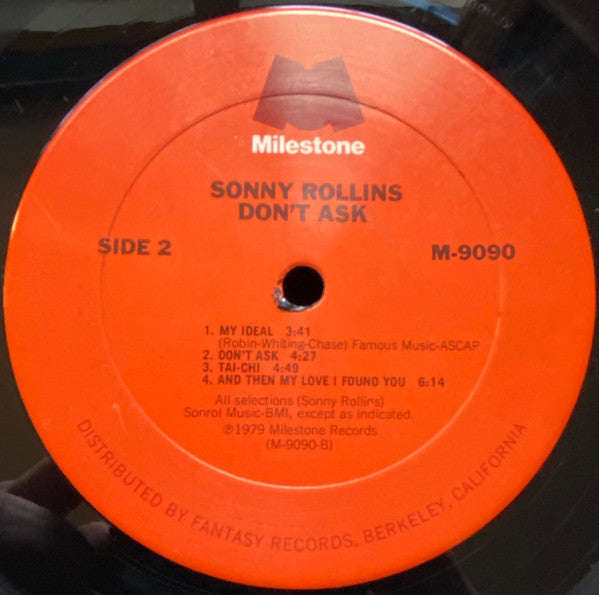 Milestone
SONNY ROLLINS
DON'T ASK
SIDE 2
M-9090
1. MY IDEAL 3:41
(Robin-Whiting-Chase) Famous Music-ASCAP
2. DON'T ASK 4:27
3. TAI-CHI 4:49
4. AND THEN MY LOVE I FOUND YOU 6:14
All selections (Sonny Rollins)
Sonrol Music-BMI, except as indicated.
℗1979 Milestone Records
(M-9090-B)
DISTRIBUTED BY FANTASY RECORDS, BERKELEY, CALIFORNIA